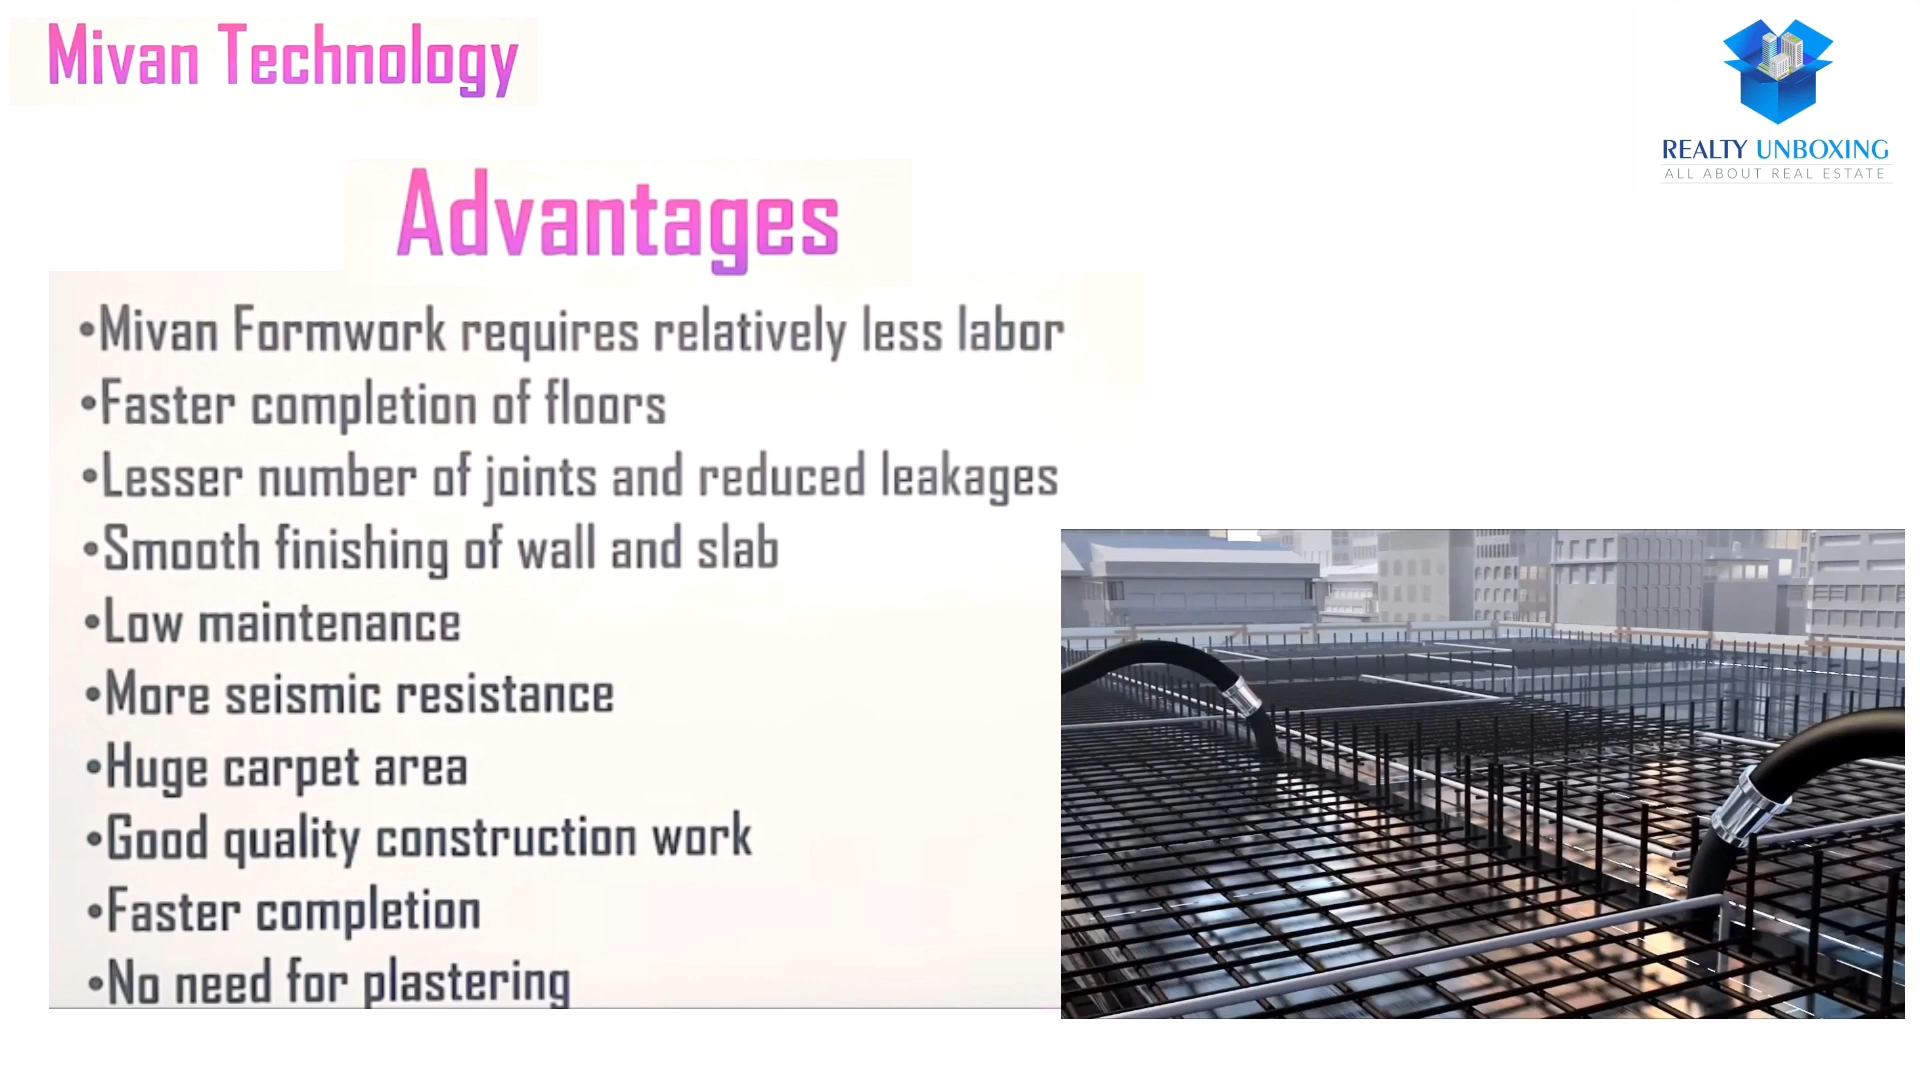 Mivan Technology
REALTY UNBOXING
ALL ABOUT REAL ESTATE
Advantages
•Mivan Formwork requires relatively less labor
•Faster completion of floors
•Lesser number of joints and reduced leakages
•Smooth finishing of wall and slab
•Low maintenance
•More seismic resistance
•Huge carpet area
•Good quality construction work
•Faster completion
•No need for plastering